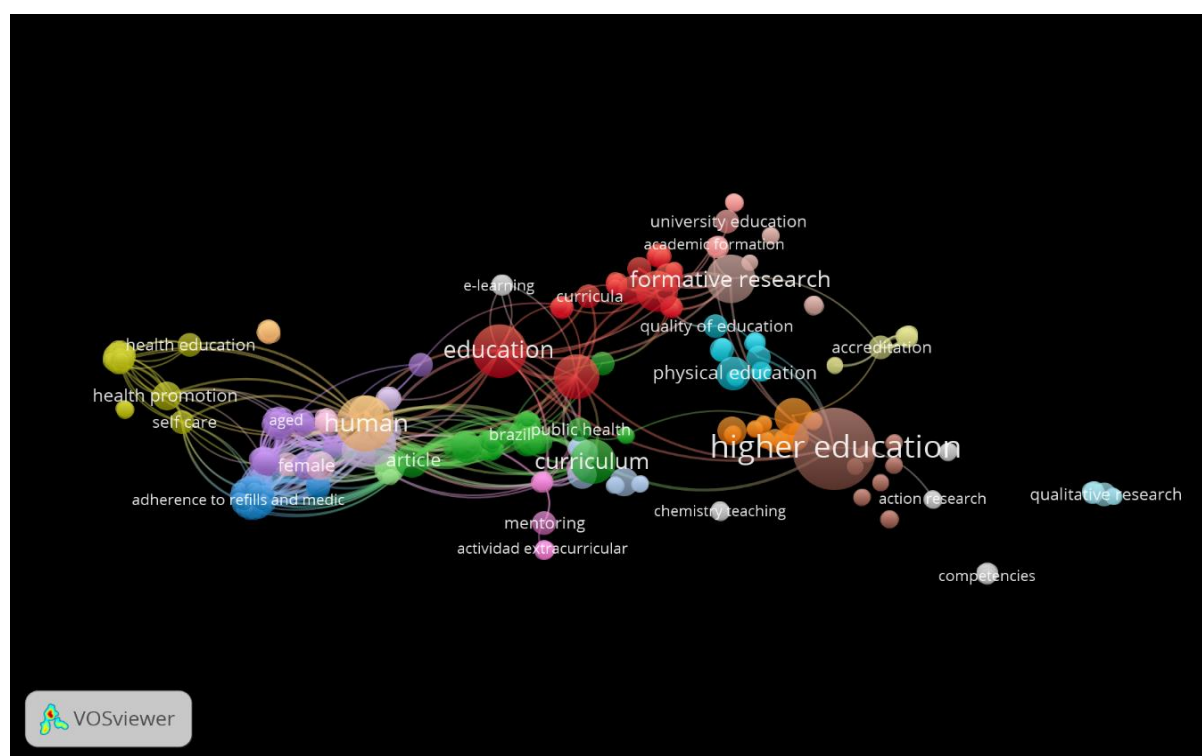 university education
academic formation
formative research
e-learning
curricula
quality of education
health education
education
accreditation
physical education
health promotion
self care
aged
human
public health
brazil
higher education
female
article
curriculum
adherence to refills and medic
qualitative research
action research
chemistry teaching
mentoring
actividad extracurricular
competencies
VOSviewer